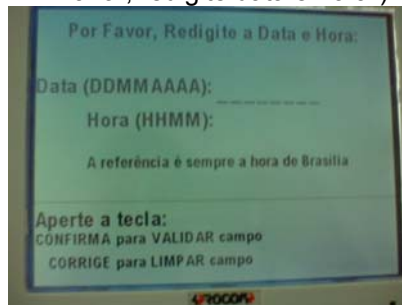 Por Favor, Redigite a Data e Hora:
Data (DDMMAAAA): _ _ _ _ _ _ _ _
Hora (HHMM):
A referência é sempre a hora de Brasília
Aperte a tecla:
CONFIRMA para VALIDAR campo
CORRIGE para LIMPAR campo
PROCOMP